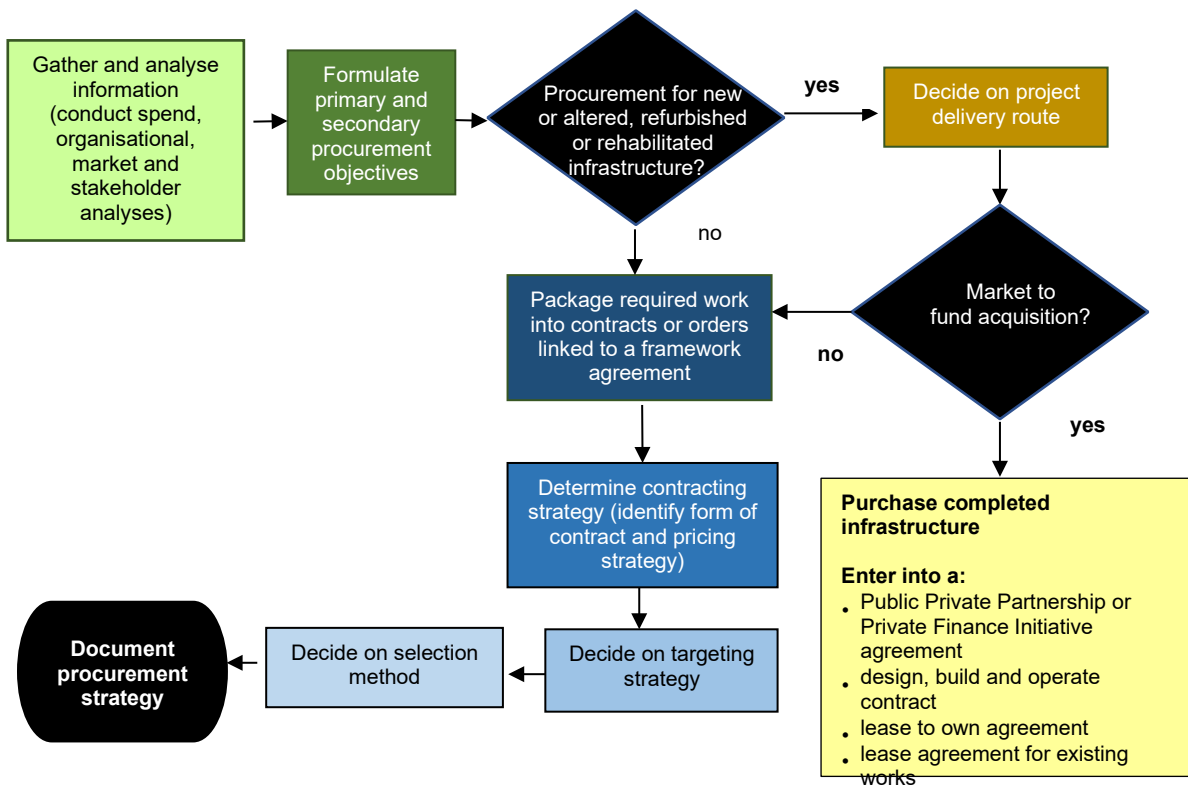 Gather and analyse
information
(conduct spend,
organisational,
market and
stakeholder
analyses)
Formulate
primary and
secondary
procurement
objectives
Procurement for new
or altered, refurbished
or rehabilitated
infrastructure?
yes
Decide on project
delivery route
no
Market to
fund acquisition?
no
yes
Package required work
into contracts or orders
linked to a framework
agreement
Determine contracting
strategy (identify form of
contract and pricing
strategy)
Decide on targeting
strategy
Decide on selection
method
Document
procurement
strategy
Purchase completed
infrastructure
Enter into a:
• Public Private Partnership or
Private Finance Initiative
agreement
• design, build and operate
contract
• lease to own agreement
• lease agreement for existing
works